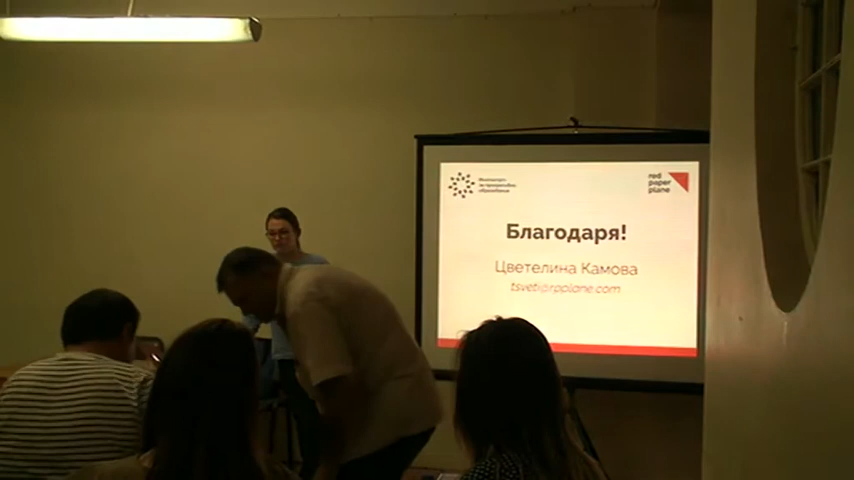 red
paper
plane
Благодаря!
Цветелина Камова
tsveti@rpplane.com